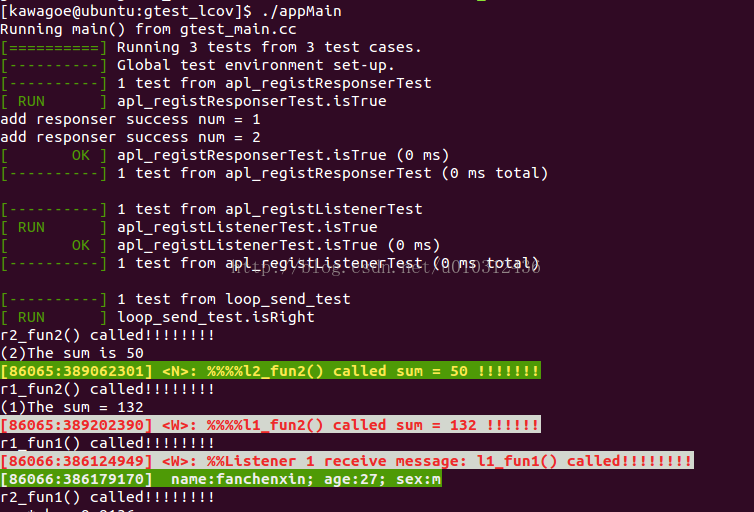 [kawagoe@ubuntu:gtest_lcov]$ ./appMain
Running main() from gtest_main.cc
[==========] Running 3 tests from 3 test cases.
[----------] Global test environment set-up.
[----------] 1 test from apl_registResponserTest
[ RUN      ] apl_registResponserTest.isTrue
add responser success num = 1
add responser success num = 2
[       OK ] apl_registResponserTest.isTrue (0 ms)
[----------] 1 test from apl_registResponserTest (0 ms total)
[----------] 1 test from apl_registListenerTest
[ RUN      ] apl_registListenerTest.isTrue
[       OK ] apl_registListenerTest.isTrue (0 ms)
[----------] 1 test from apl_registListenerTest (0 ms total)
[----------] 1 test from loop_send_test
[ RUN      ] loop_send_test.isRight
r2_fun2() called!!!!!!!!
(2)The sum is 50
[86065:389062301] <N>: %%%%l2_fun2() called sum = 50 !!!!!!!
r1_fun2() called!!!!!!!!
(1)The sum = 132
[86065:389202390] <W>: %%%%l1_fun2() called sum = 132 !!!!!!
r1_fun1() called!!!!!!!!
[86066:386124949] <W>: %%Listener 1 receive message: l1_fun1() called!!!!!!!!
[86066:386179170]  name:fanchenxin; age:27; sex:m
r2_fun1() called!!!!!!!!